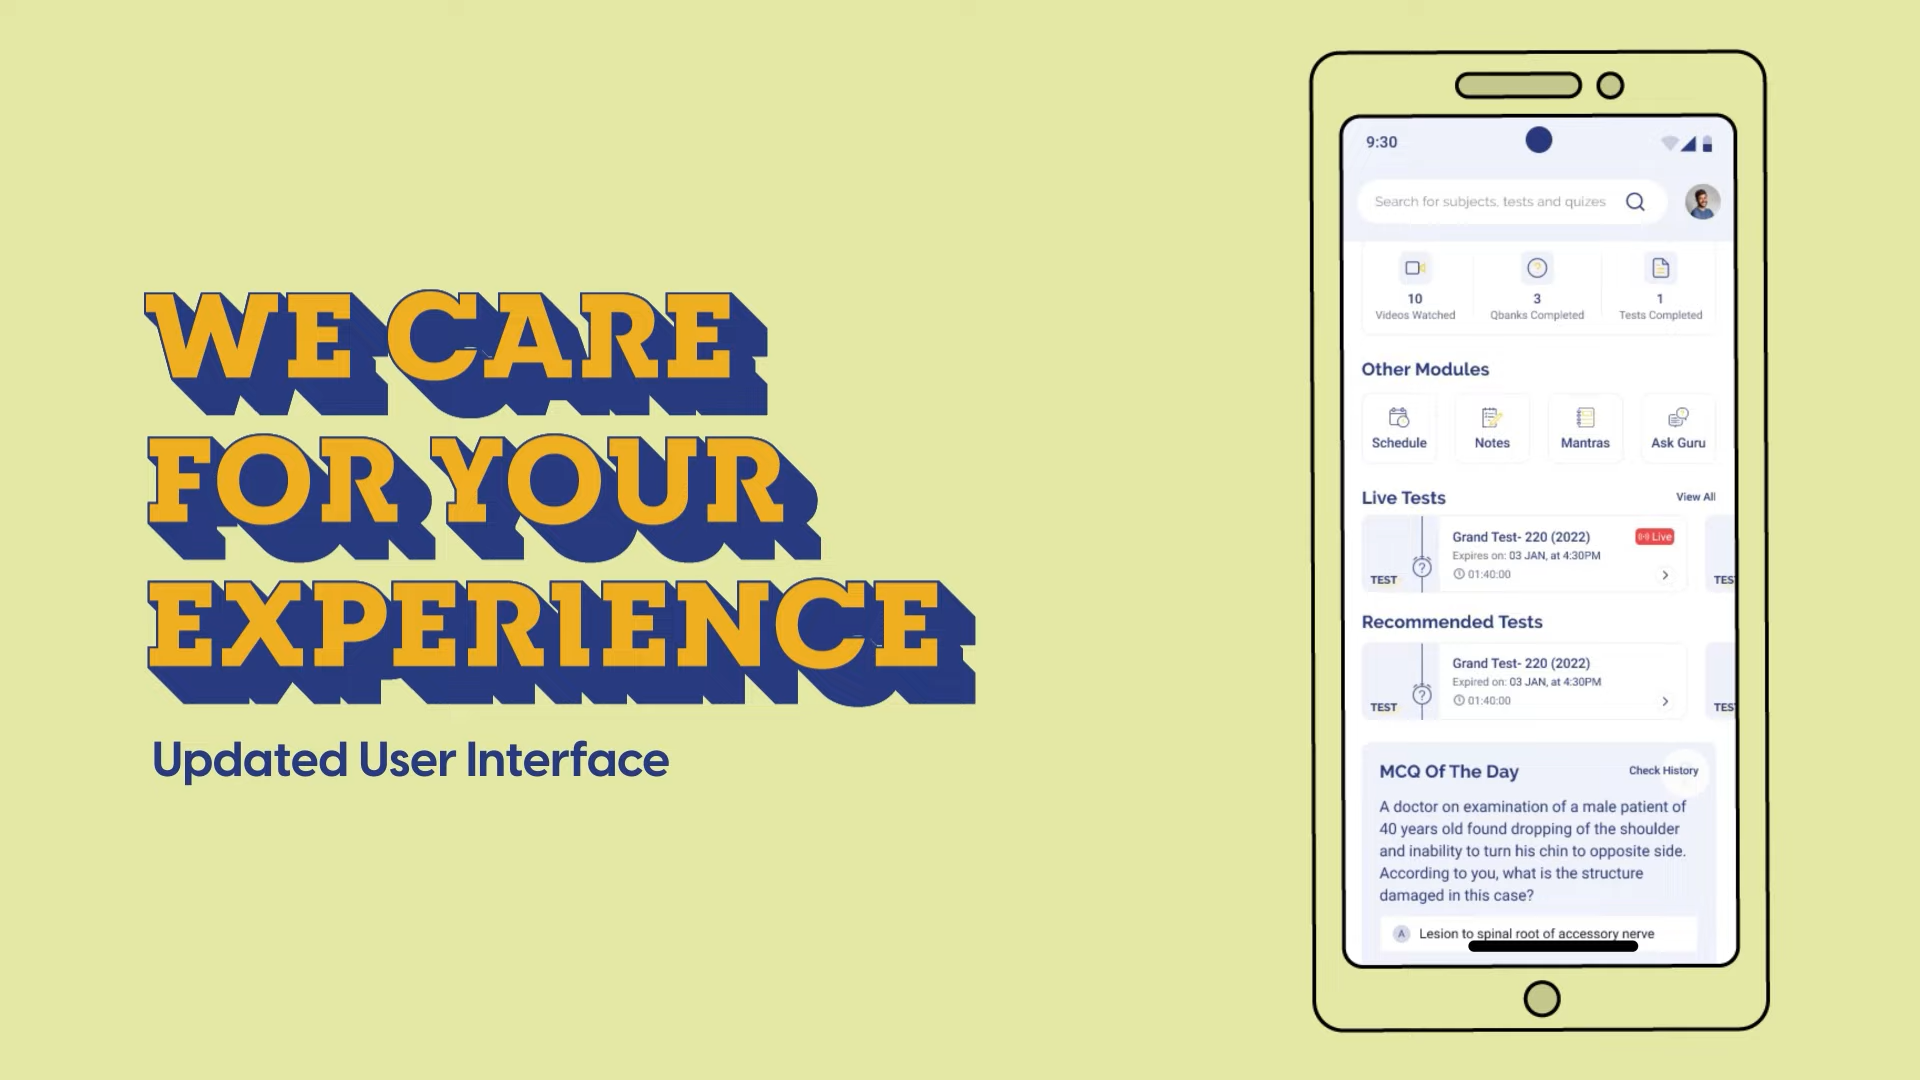 WE CARE
FOR YOUR
EXPERIENCE
Updated User Interface
9:30
Search for subjects, tests and quizes
10
Videos Watched
3
Qbanks Completed
1
Tests Completed
Other Modules
Schedule
Notes
Mantras
Ask Guru
Live Tests
View All
Grand Test- 220 (2022)
Live
Expires on: 03 JAN, at 4:30PM
01:40:00
TEST
TES
Recommended Tests
Grand Test- 220 (2022)
Expired on: 03 JAN, at 4:30PM
01:40:00
TEST
TES
MCQ Of The Day
Check History
A doctor on examination of a male patient of
40 years old found dropping of the shoulder
and inability to turn his chin to opposite side.
According to you, what is the structure
damaged in this case?
A Lesion to spinal root of accessory nerve